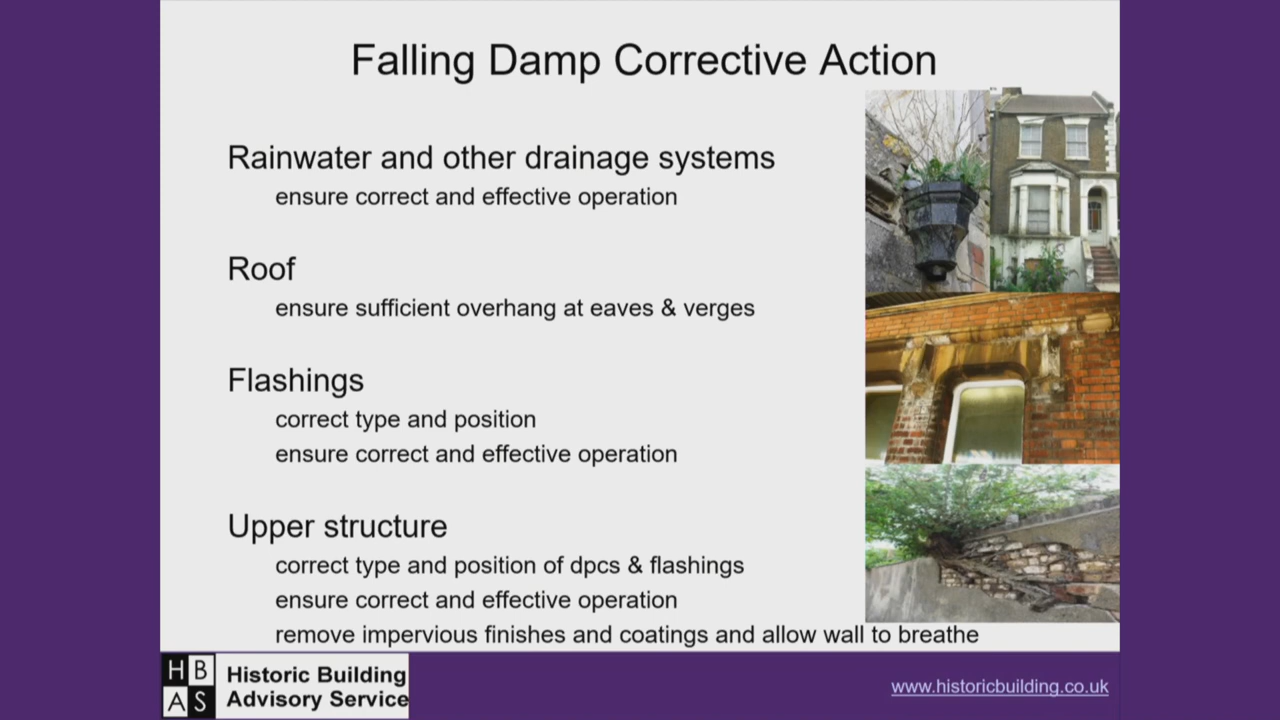 Falling Damp Corrective Action
Rainwater and other drainage systems
ensure correct and effective operation
Roof
ensure sufficient overhang at eaves & verges
Flashings
correct type and position
ensure correct and effective operation
Upper structure
correct type and position of dpcs & flashings
ensure correct and effective operation
remove impervious finishes and coatings and allow wall to breathe
HB
AS
Historic Building
Advisory Service
www.historicbuilding.co.uk